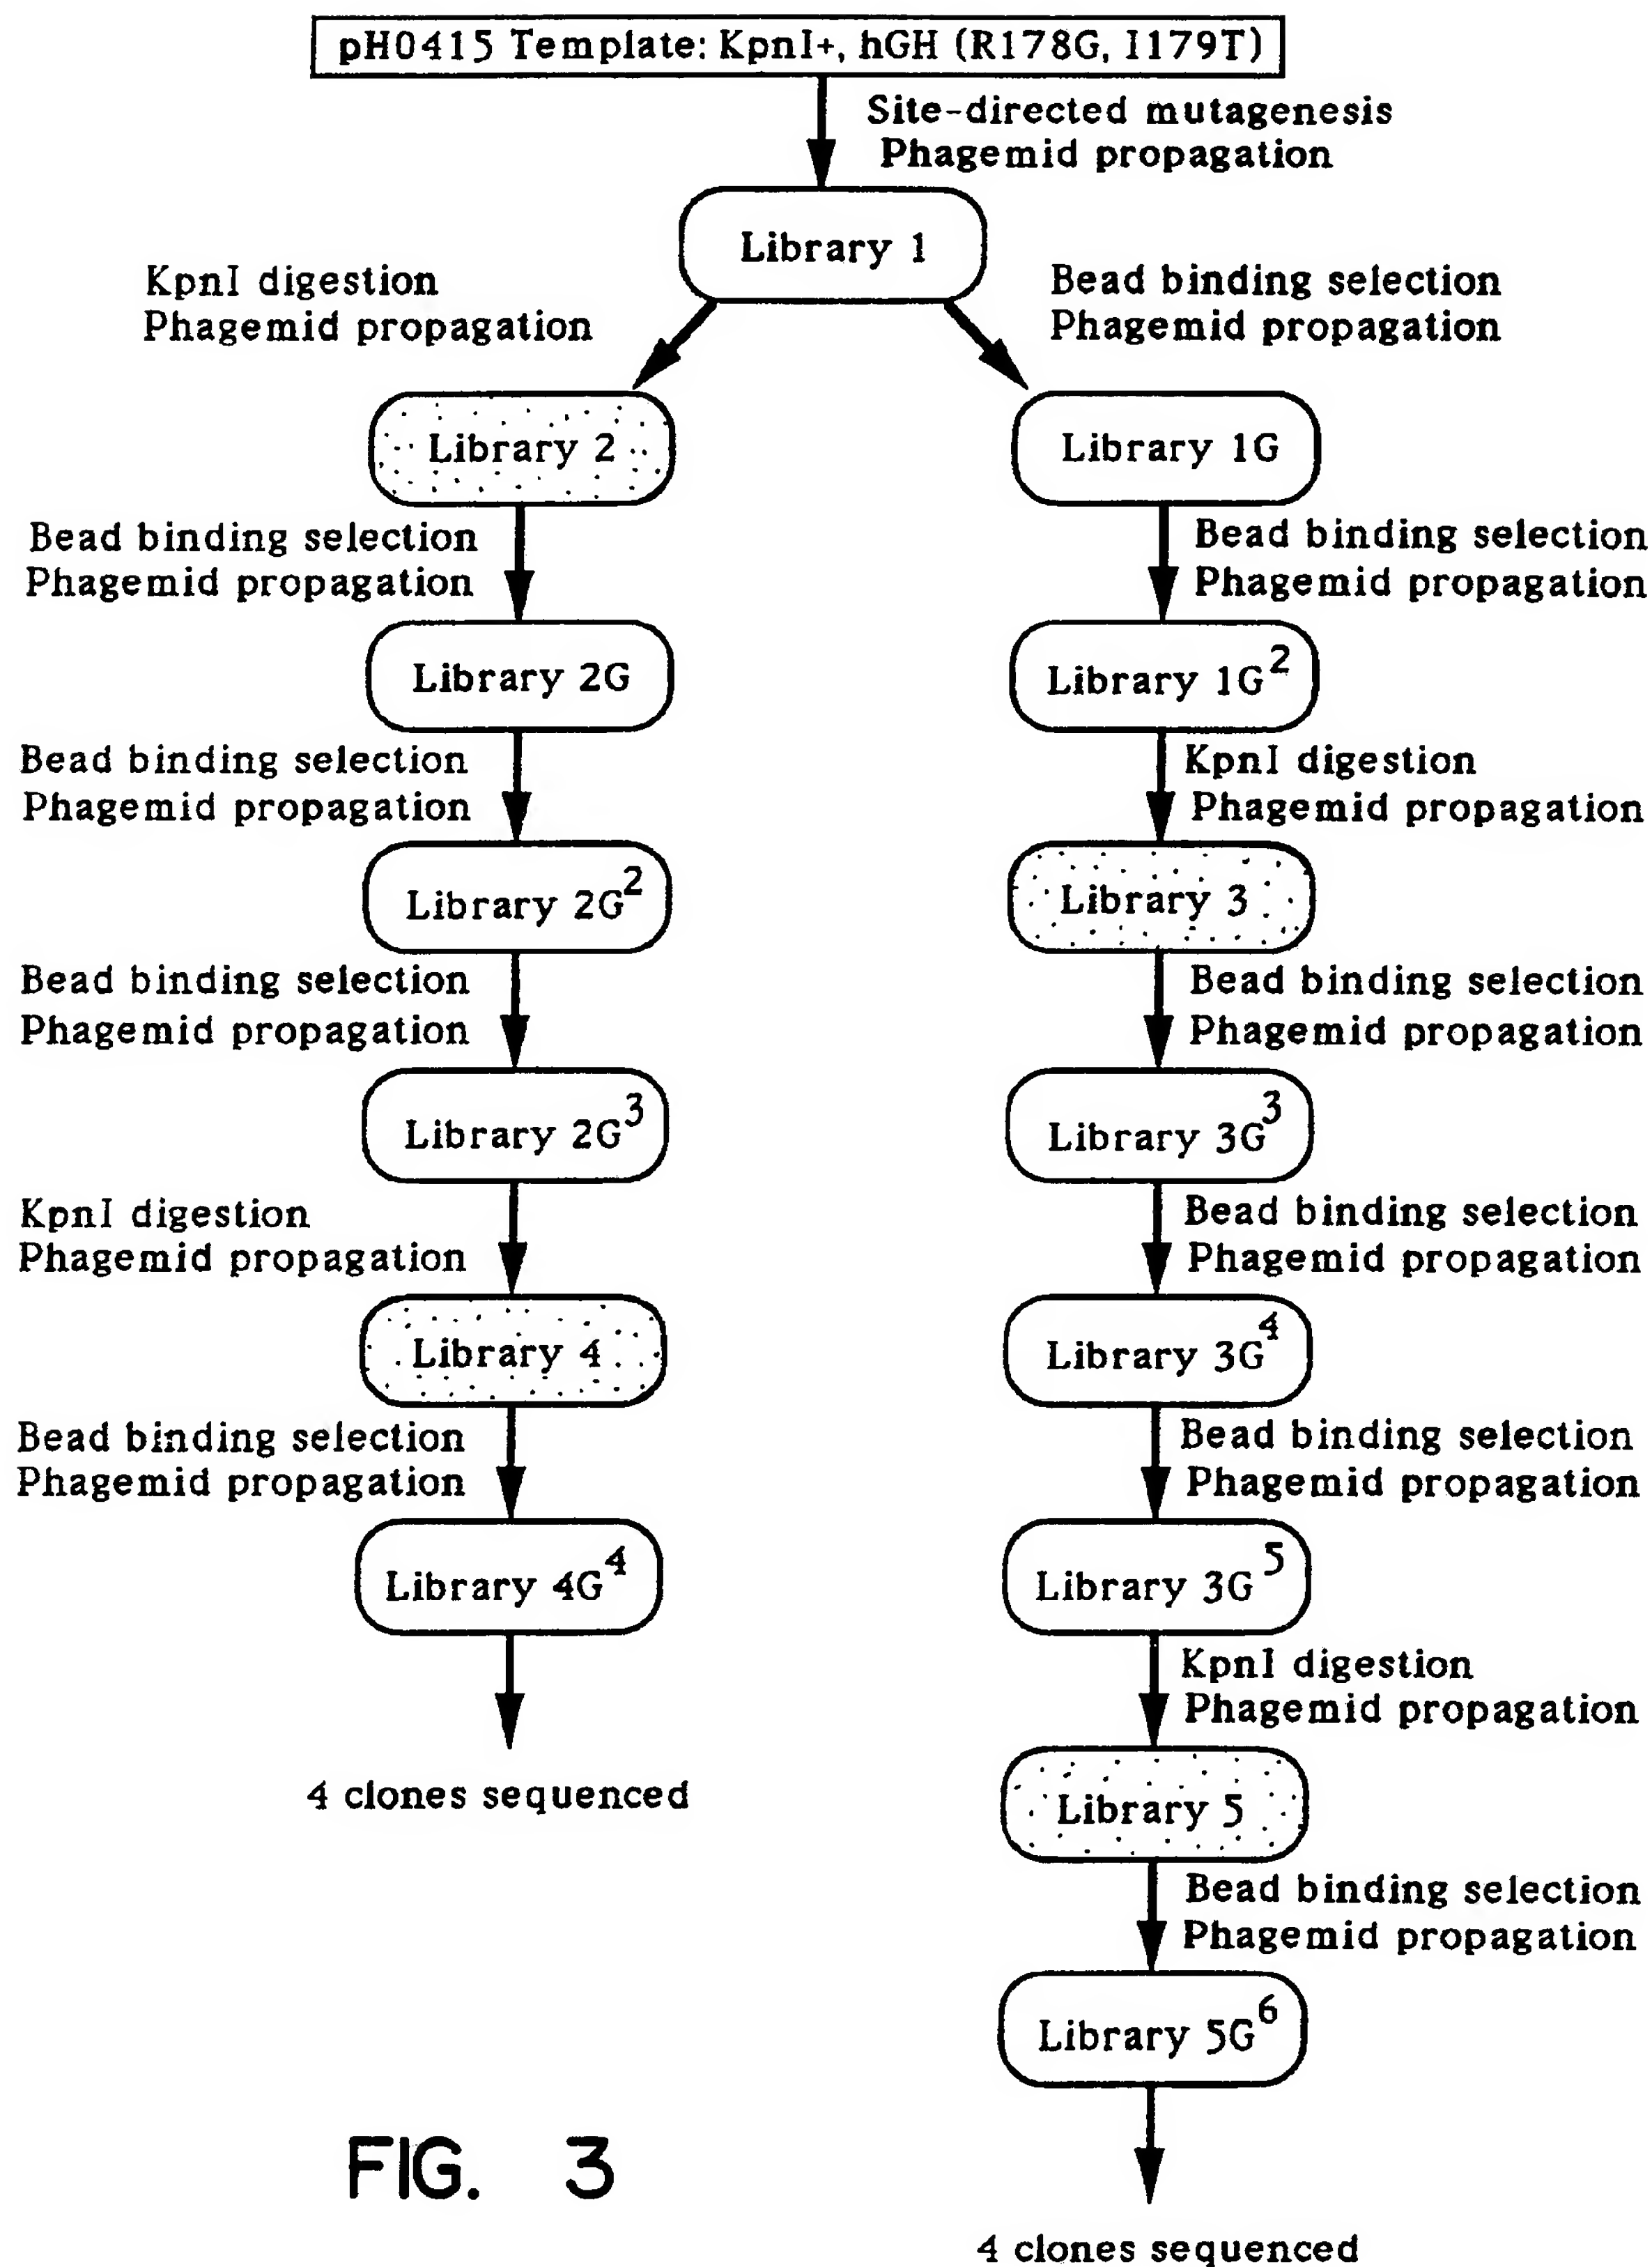 pH0415 Template: KpnI+, hGH (R178G, I179T)
Site-directed mutagenesis
Phagemid propagation
Library 1
KpnI digestion
Phagemid propagation
Bead binding selection
Phagemid propagation
Library 2
Library 1G
Bead binding selection
Phagemid propagation
Bead binding selection
Phagemid propagation
Library 2G
Library 1G²
Bead binding selection
Phagemid propagation
KpnI digestion
Phagemid propagation
Library 2G²
Library 3
Bead binding selection
Phagemid propagation
Bead binding selection
Phagemid propagation
Library 2G³
Library 3G³
KpnI digestion
Phagemid propagation
Bead binding selection
Phagemid propagation
Library 4
Library 3G⁴
Bead binding selection
Phagemid propagation
Bead binding selection
Phagemid propagation
Library 4G⁴
Library 3G⁵
KpnI digestion
Phagemid propagation
4 clones sequenced
Library 5
Bead binding selection
Phagemid propagation
Library 5G⁶
FIG. 3
4 clones sequenced